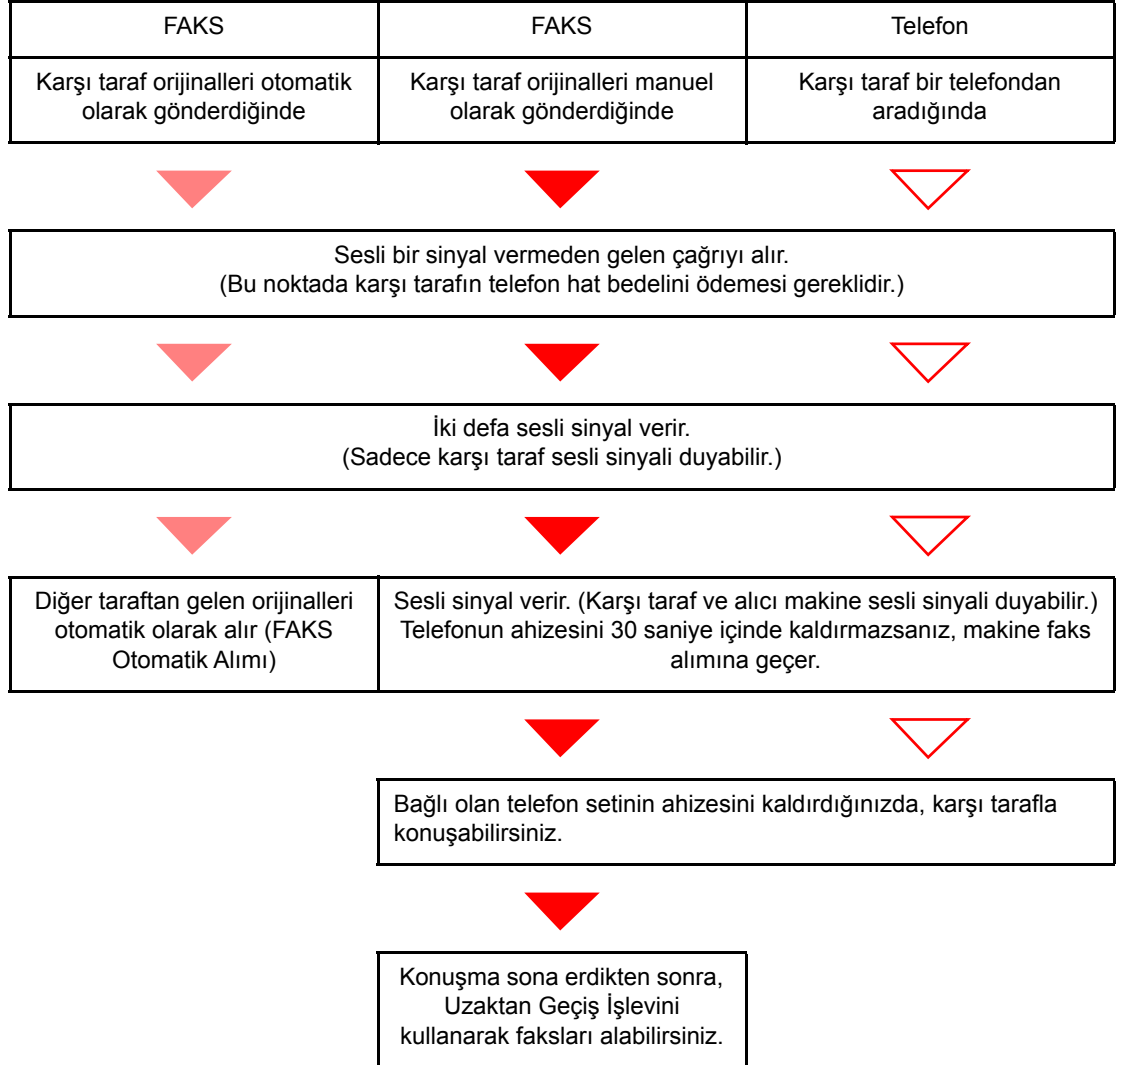 FAKS
FAKS
Telefon
Karşı taraf orijinalleri otomatik
olarak gönderdiğinde
Karşı taraf orijinalleri manuel
olarak gönderdiğinde
Karşı taraf bir telefondan
aradığında
Sesli bir sinyal vermeden gelen çağrıyı alır.
(Bu noktada karşı tarafın telefon hat bedelini ödemesi gereklidir.)
İki defa sesli sinyal verir.
(Sadece karşı taraf sesli sinyali duyabilir.)
Diğer taraftan gelen orijinalleri
otomatik olarak alır (FAKS
Otomatik Alımı)
Sesli sinyal verir. (Karşı taraf ve alıcı makine sesli sinyali duyabilir.)
Telefonun ahizesini 30 saniye içinde kaldırmazsanız, makine faks
alımına geçer.
Bağlı olan telefon setinin ahizesini kaldırdığınızda, karşı tarafla
konuşabilirsiniz.
Konuşma sona erdikten sonra,
Uzaktan Geçiş İşlevini
kullanarak faksları alabilirsiniz.